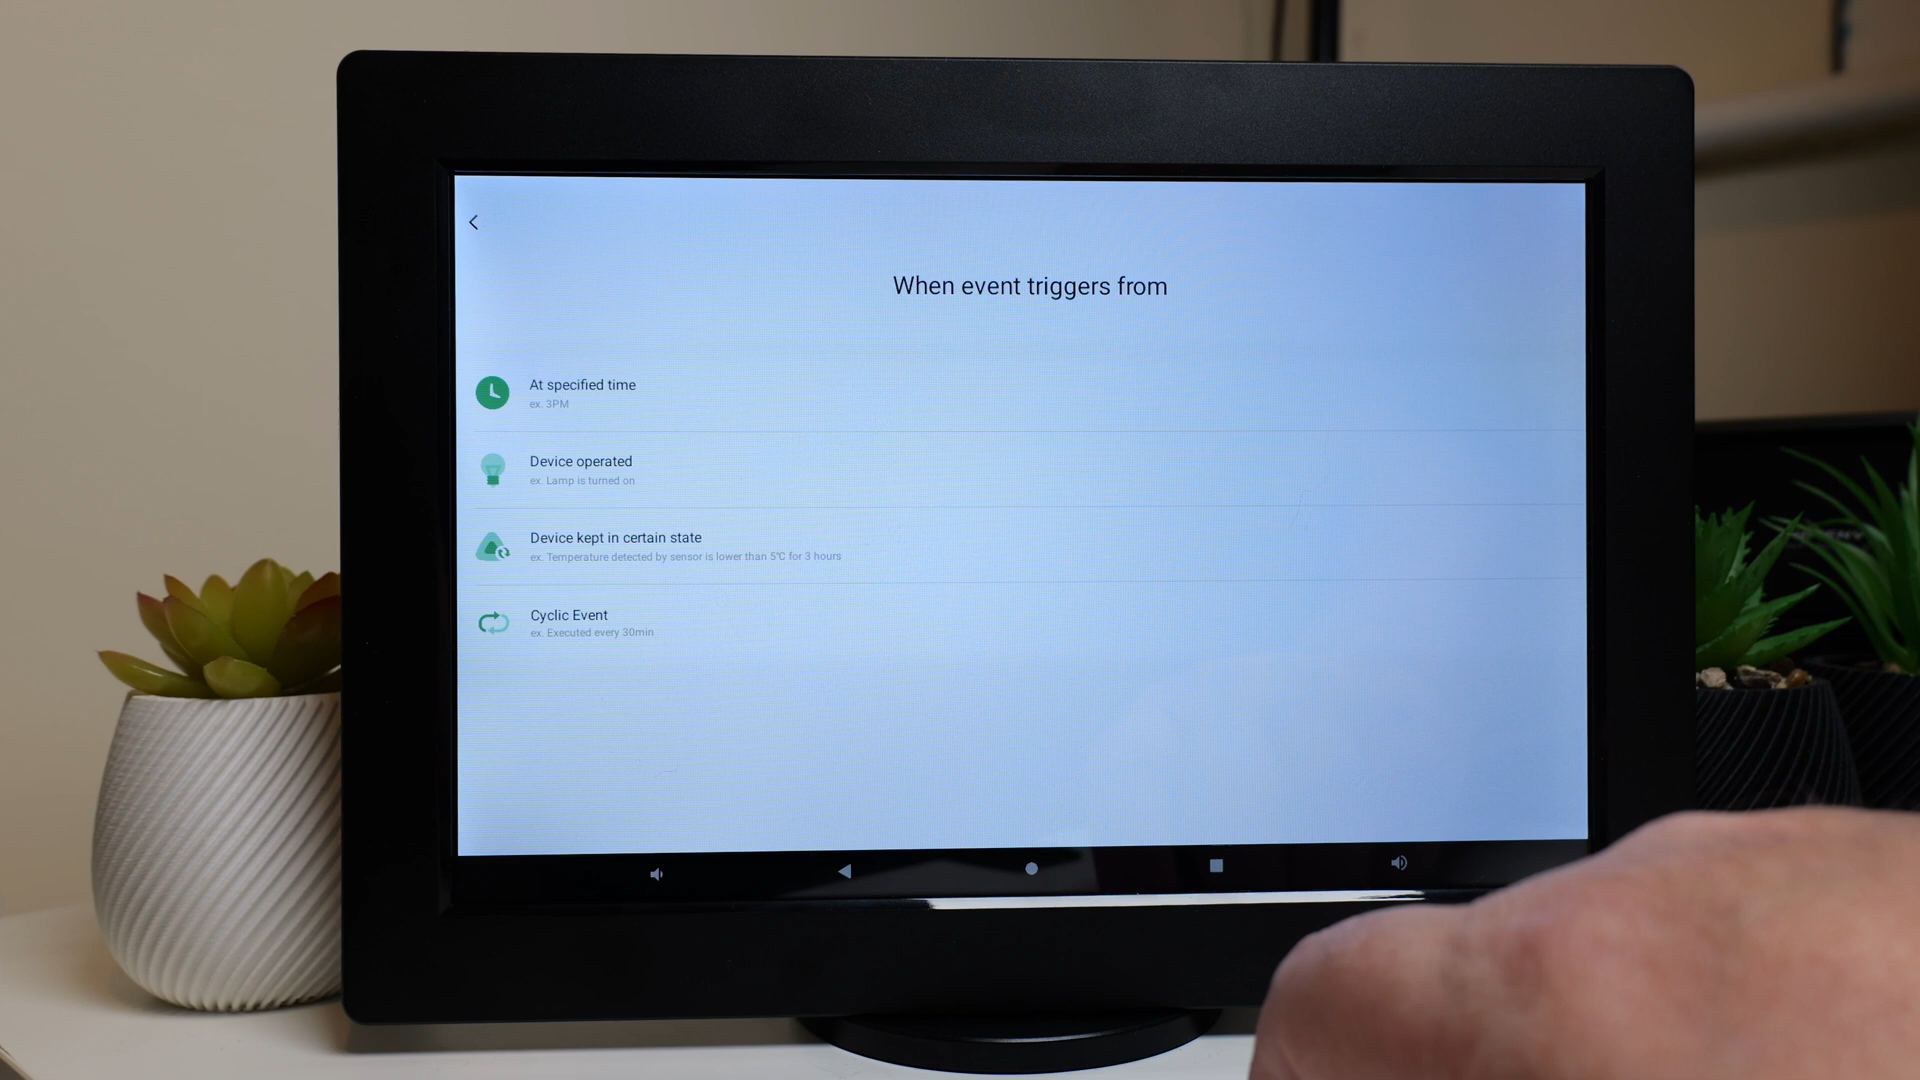 When event triggers from
At specified time
ex. 3PM
Device operated
ex. Lamp is turned on
Device kept in certain state
ex. Temperature detected by sensor is lower than 5℃ for 3 hours
Cyclic Event
ex. Executed every 30min